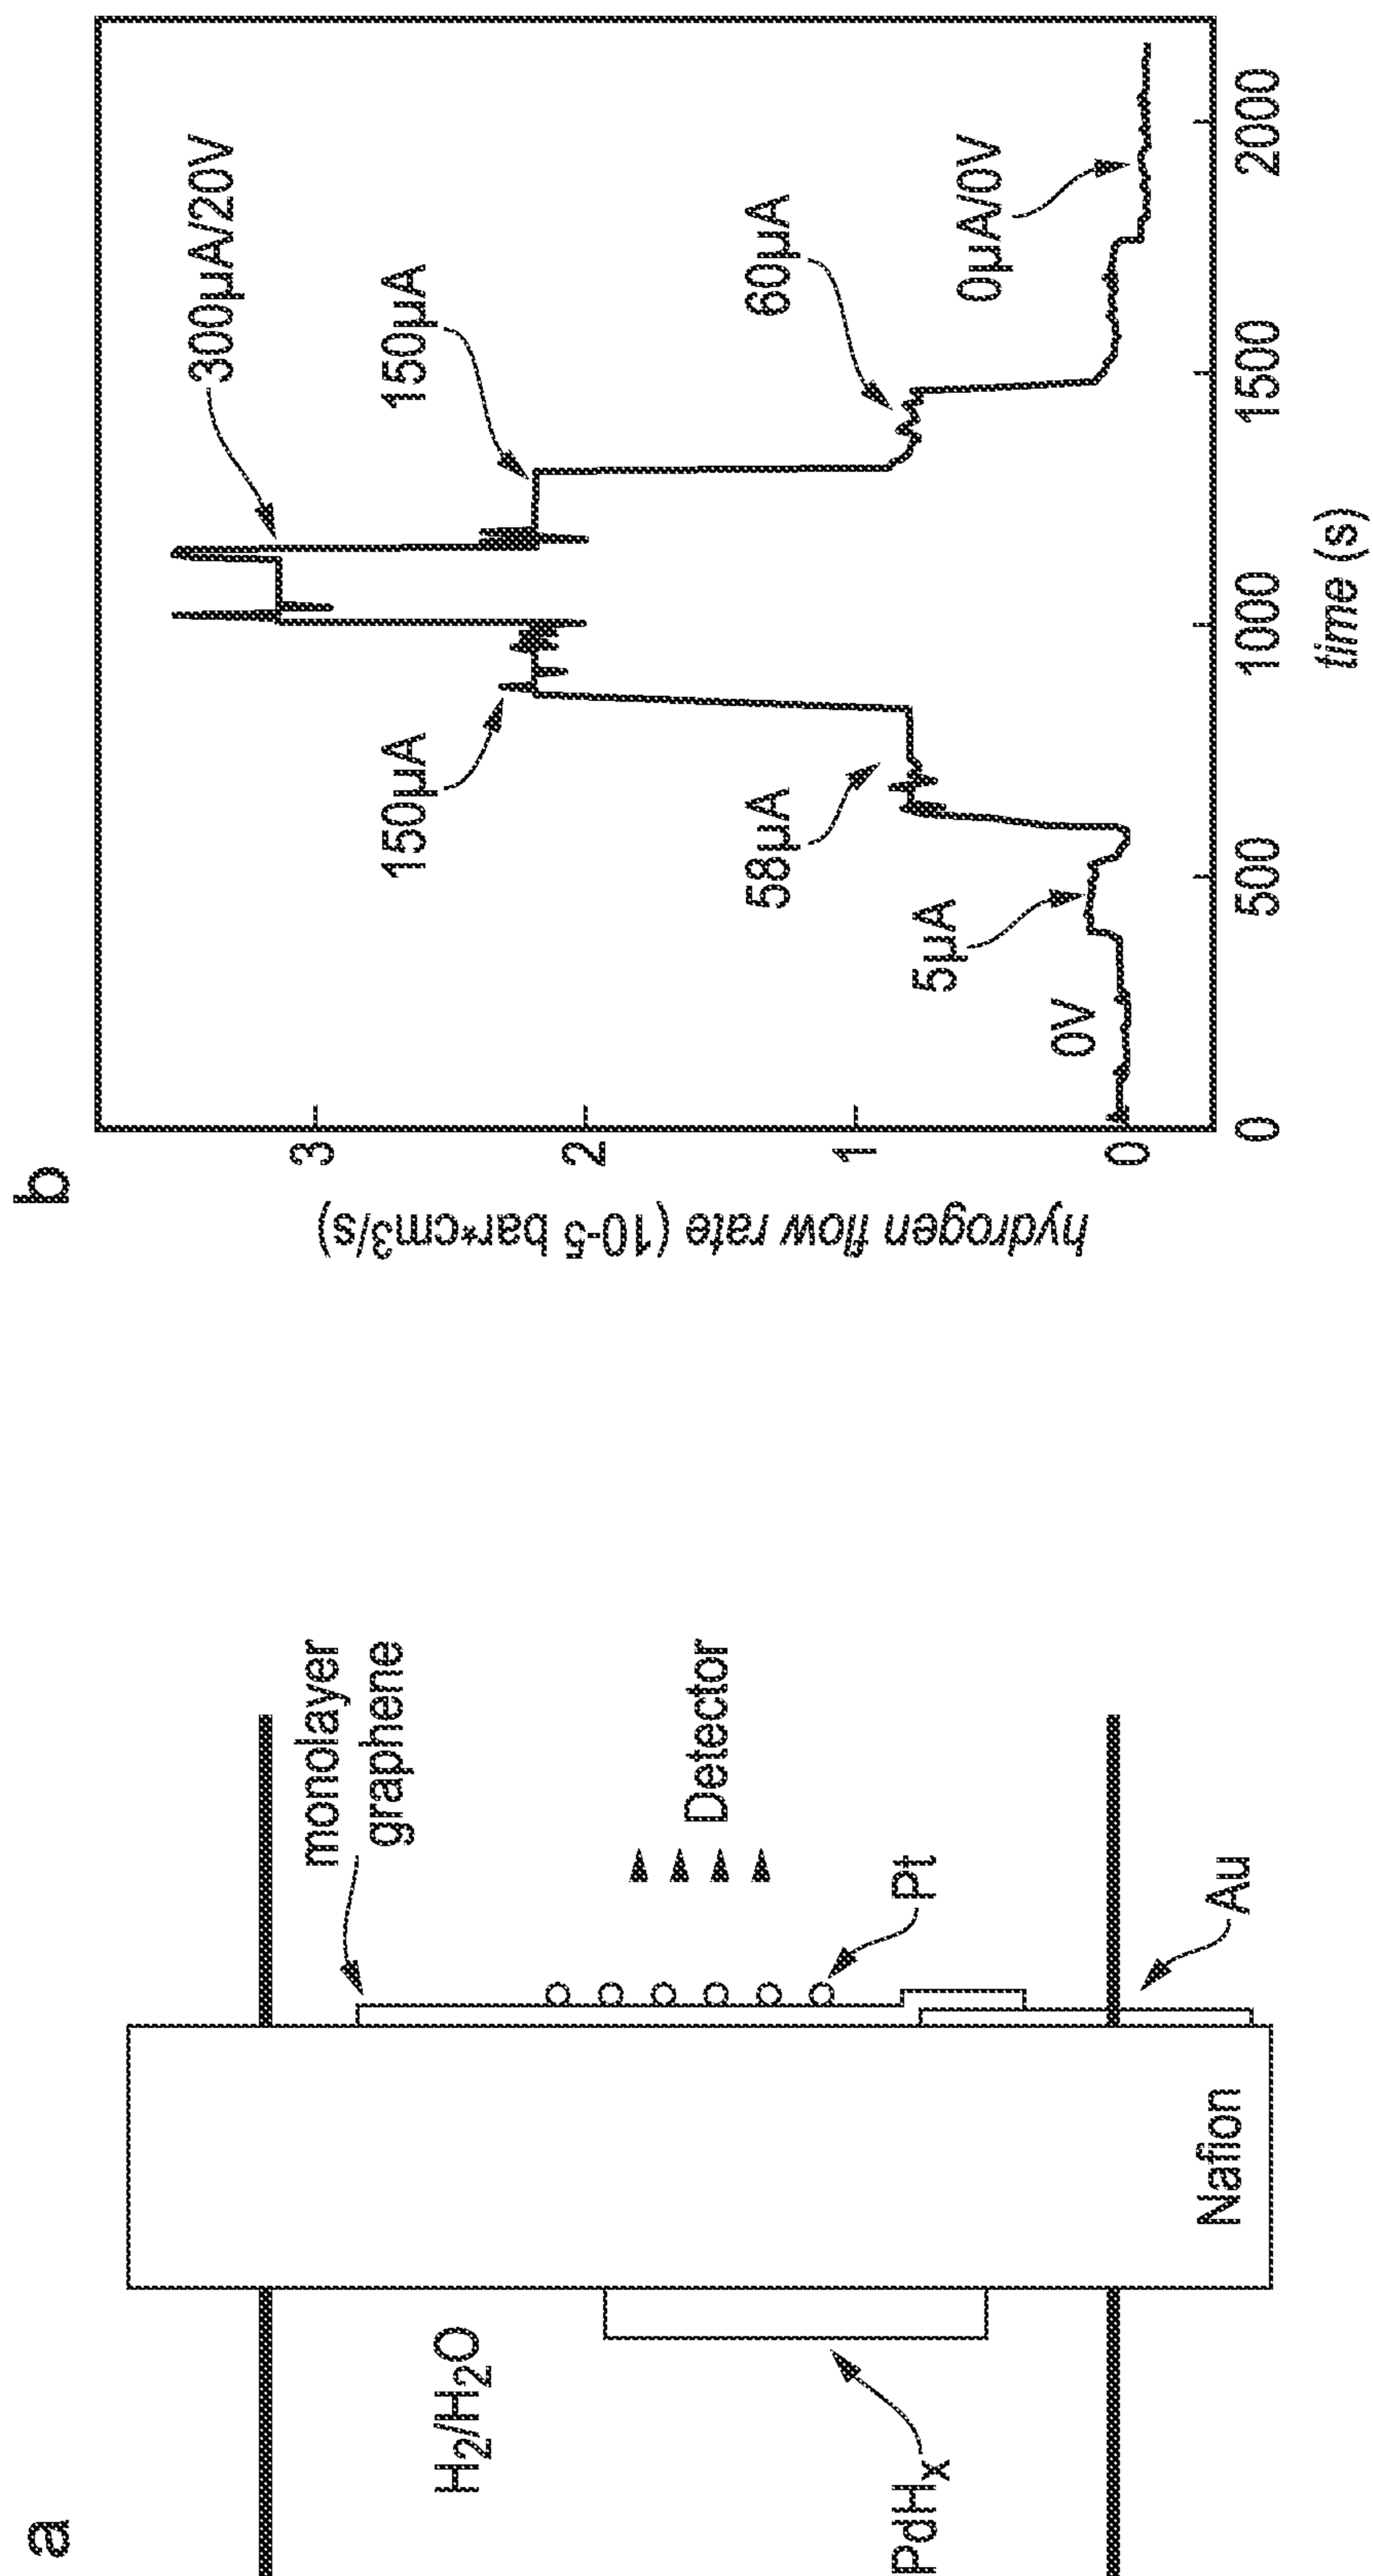 a
H2/H2O
PdHx
Nafion
monolayer
graphene
Detector
Pt
Au
b
hydrogen flow rate (10-5 bar*cm3/s)
3
2
1
0
300µA/20V
150µA
150µA
58µA
60µA
5µA
0V
0µA/0V
0
500
1000
1500
2000
time (s)